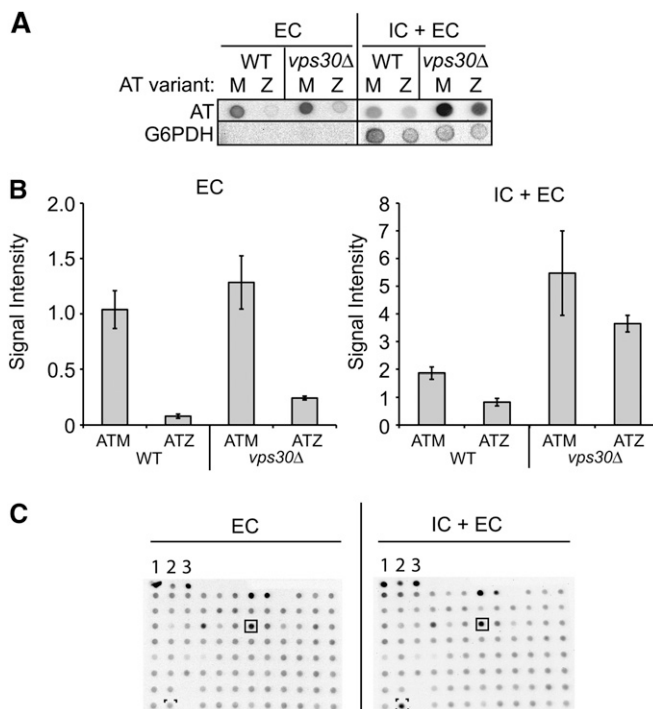 A
EC IC + EC
WT vps30Δ WT vps30Δ
AT variant: M Z M Z M Z M Z
AT
G6PDH
B
EC
Signal Intensity
2.0
1.5
1.0
0.5
0
ATM ATZ ATM ATZ
WT vps30Δ
IC + EC
Signal Intensity
8
7
6
5
4
3
2
1
0
ATM ATZ ATM ATZ
WT vps30Δ
C
EC IC + EC
1 2 3 1 2 3